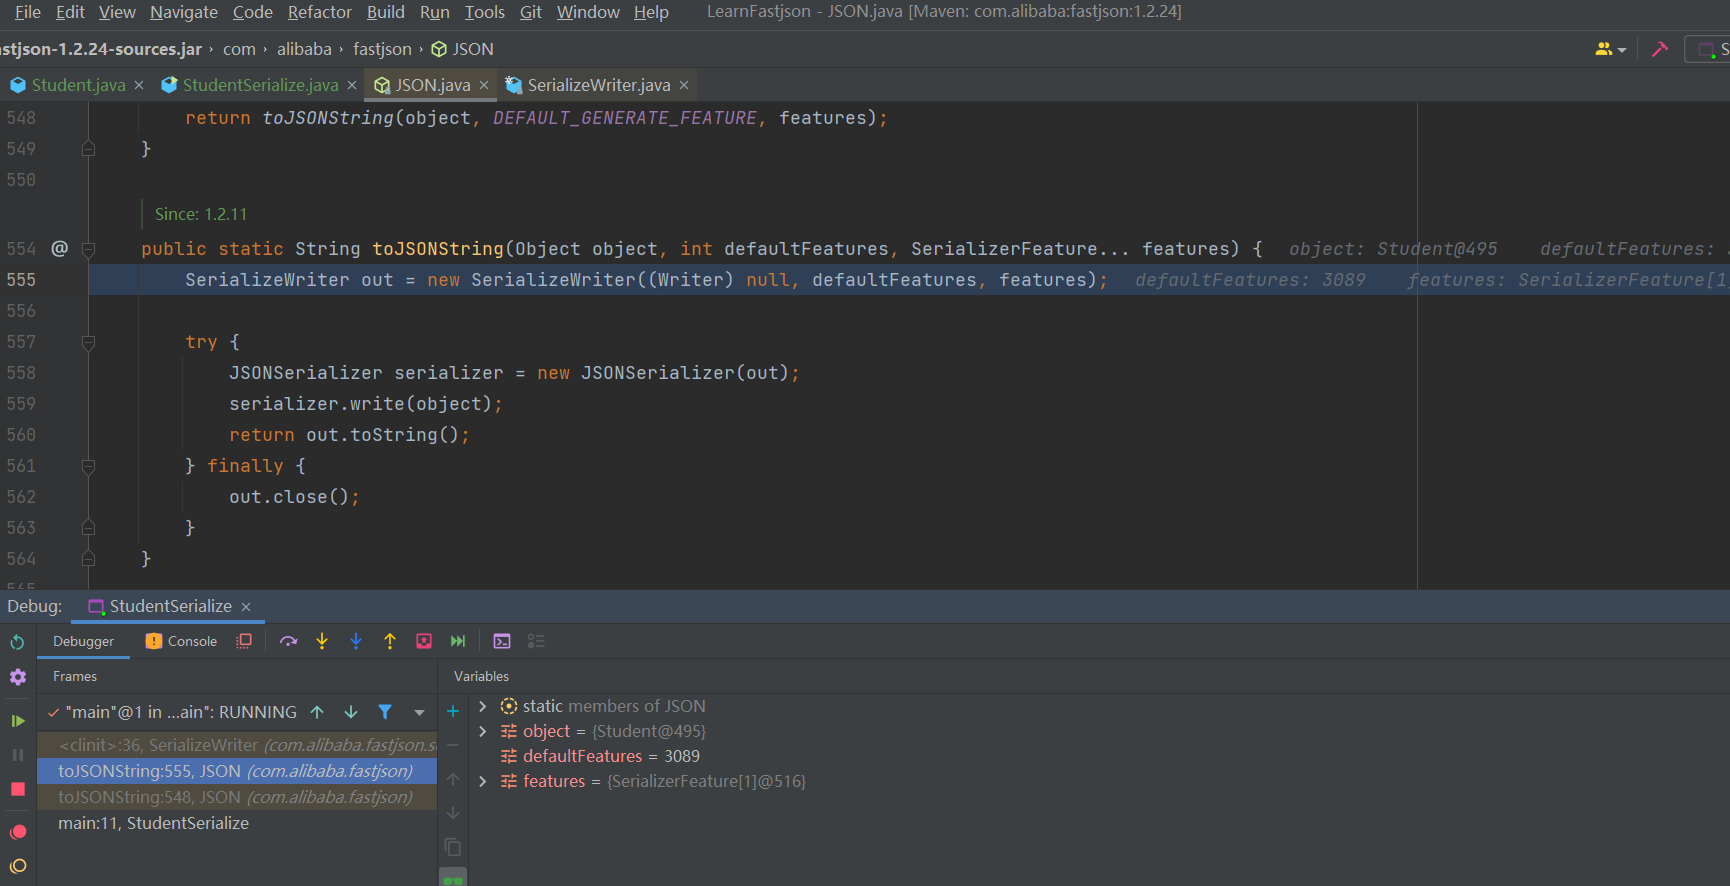 File Edit View Navigate Code Refactor Build Run Tools Git Window Help LearnFastjson - JSON.java [Maven: com.alibaba:fastjson:1.2.24]
astjson-1.2.24-sources.jar › com › alibaba › fastjson › JSON S
Student.java × StudentSerialize.java × JSON.java × SerializeWriter.java ×
548 return toJSONString(object, DEFAULT_GENERATE_FEATURE, features);
549 }
550
Since: 1.2.11
554 @ public static String toJSONString(Object object, int defaultFeatures, SerializerFeature... features) { object: Student@495 defaultFeatures:
555 SerializeWriter out = new SerializeWriter((Writer) null, defaultFeatures, features); defaultFeatures: 3089 features: SerializerFeature[1
556
557 try {
558 JSONSerializer serializer = new JSONSerializer(out);
559 serializer.write(object);
560 return out.toString();
561 } finally {
562 out.close();
563 }
564 }
565
Debug: StudentSerialize ×
Debugger Console
Frames Variables
"main"@1 in ...ain": RUNNING
static members of JSON
object = {Student@495}
defaultFeatures = 3089
features = {SerializerFeature[1]@516}
<clinit>:36, SerializeWriter (com.alibaba.fastjson.s
toJSONString:555, JSON (com.alibaba.fastjson)
toJSONString:548, JSON (com.alibaba.fastjson)
main:11, StudentSerialize